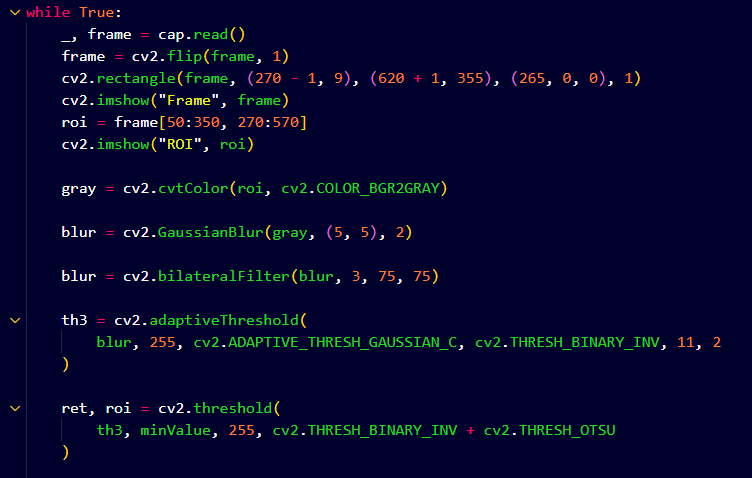 while True:
_, frame = cap.read()
frame = cv2.flip(frame, 1)
cv2.rectangle(frame, (270 - 1, 9), (620 + 1, 355), (265, 0, 0), 1)
cv2.imshow("Frame", frame)
roi = frame[50:350, 270:570]
cv2.imshow("ROI", roi)
gray = cv2.cvtColor(roi, cv2.COLOR_BGR2GRAY)
blur = cv2.GaussianBlur(gray, (5, 5), 2)
blur = cv2.bilateralFilter(blur, 3, 75, 75)
th3 = cv2.adaptiveThreshold(
blur, 255, cv2.ADAPTIVE_THRESH_GAUSSIAN_C, cv2.THRESH_BINARY_INV, 11, 2
)
ret, roi = cv2.threshold(
th3, minValue, 255, cv2.THRESH_BINARY_INV + cv2.THRESH_OTSU
)